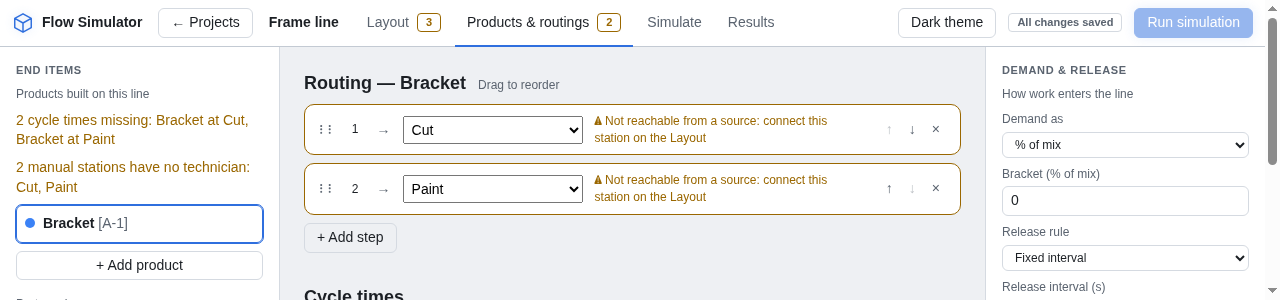 Flow Simulator
← Projects
Frame line
Layout 3
Products & routings 2
Simulate
Results
Dark theme
All changes saved
Run simulation
END ITEMS
Products built on this line
2 cycle times missing: Bracket at Cut,
Bracket at Paint
2 manual stations have no technician:
Cut, Paint
Bracket [A-1]
+ Add product
Routing — Bracket
Drag to reorder
1 → Cut
Not reachable from a source: connect this
station on the Layout
↑ ↓ ×
2 → Paint
Not reachable from a source: connect this
station on the Layout
↑ ↓ ×
+ Add step
Cycle times
DEMAND & RELEASE
How work enters the line
Demand as
% of mix
Bracket (% of mix)
0
Release rule
Fixed interval
Release interval (s)